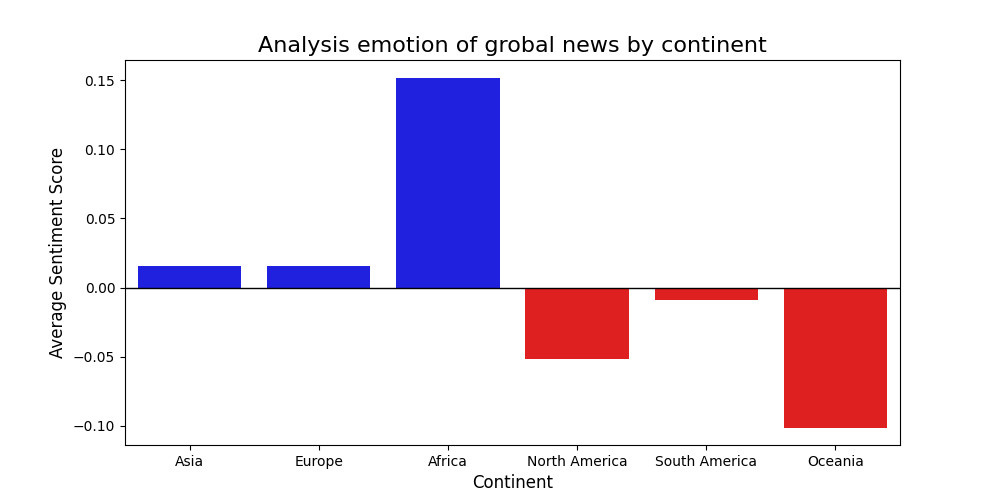 Analysis emotion of grobal news by continent
Average Sentiment Score
0.15
0.10
0.05
0.00
−0.05
−0.10
Asia Europe Africa North America South America Oceania
Continent